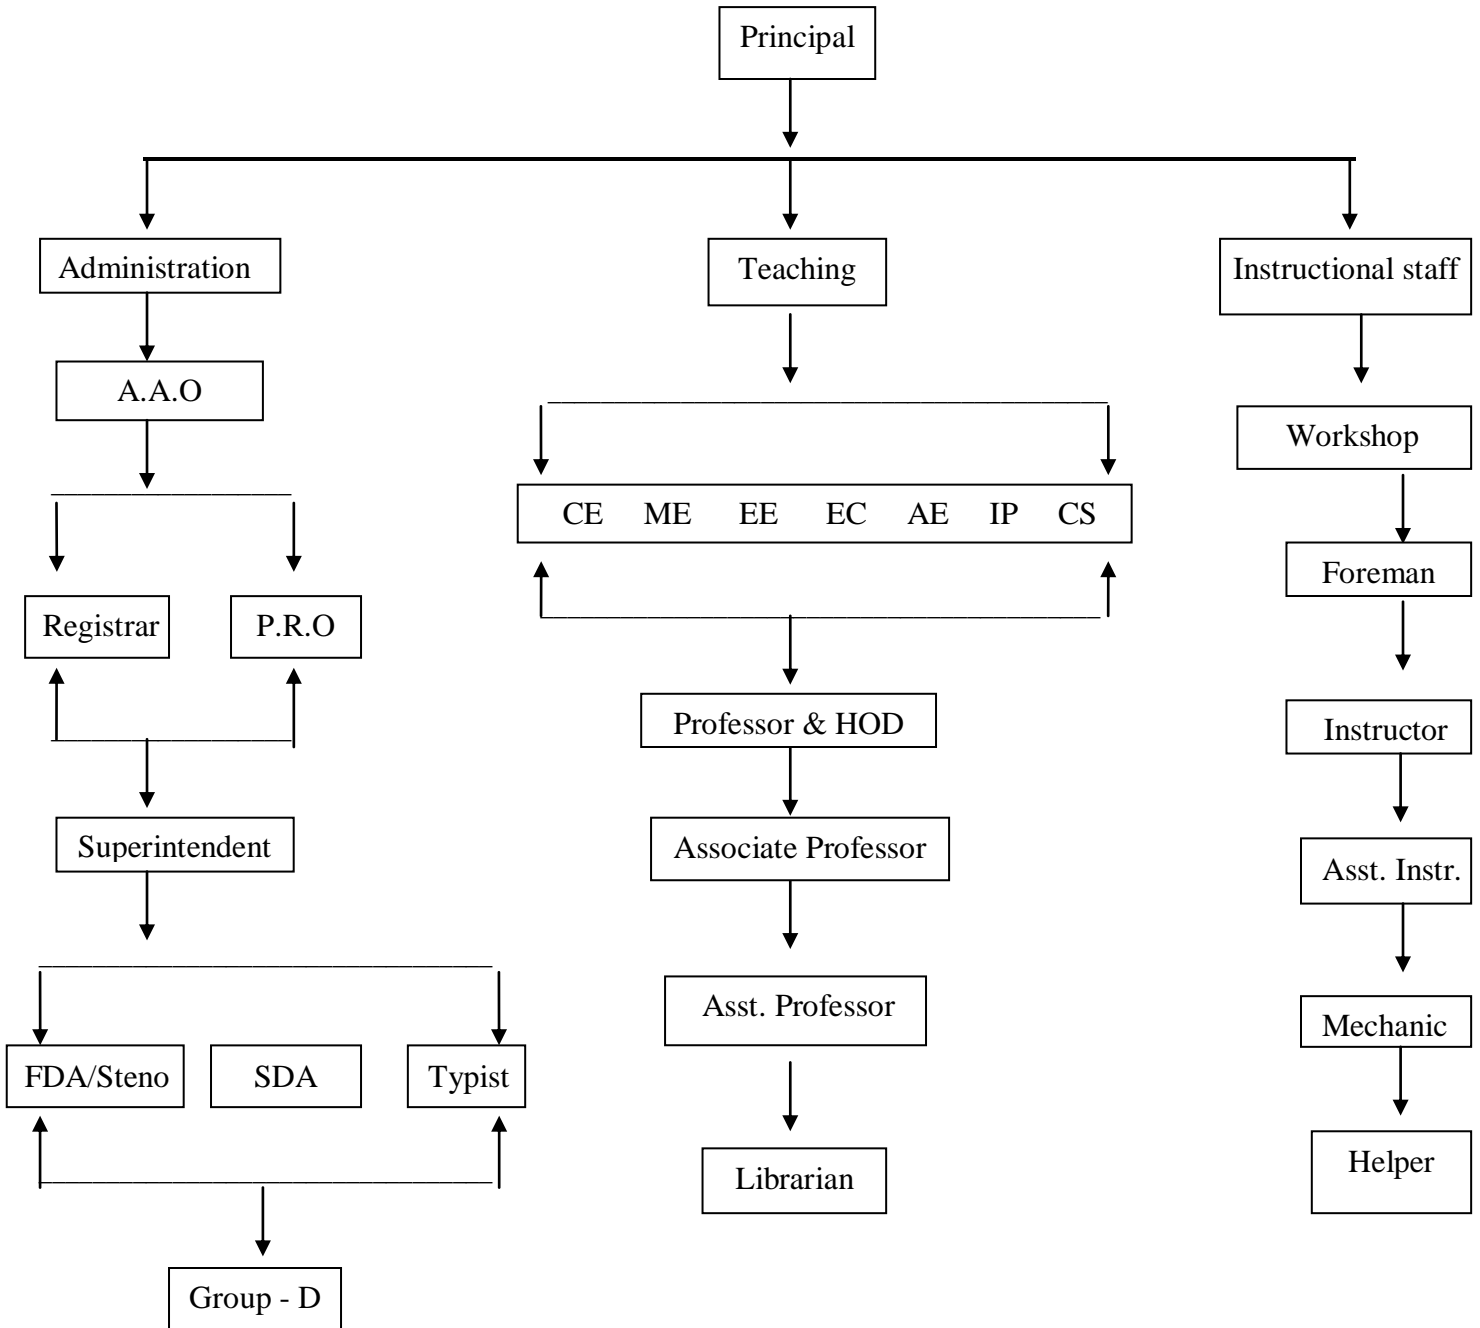 Principal
Administration
Teaching
Instructional staff
A.A.O
Workshop
CE ME EE EC AE IP CS
Foreman
Registrar
P.R.O
Professor & HOD
Instructor
Superintendent
Associate Professor
Asst. Instr.
Asst. Professor
Mechanic
FDA/Steno
SDA
Typist
Librarian
Helper
Group - D